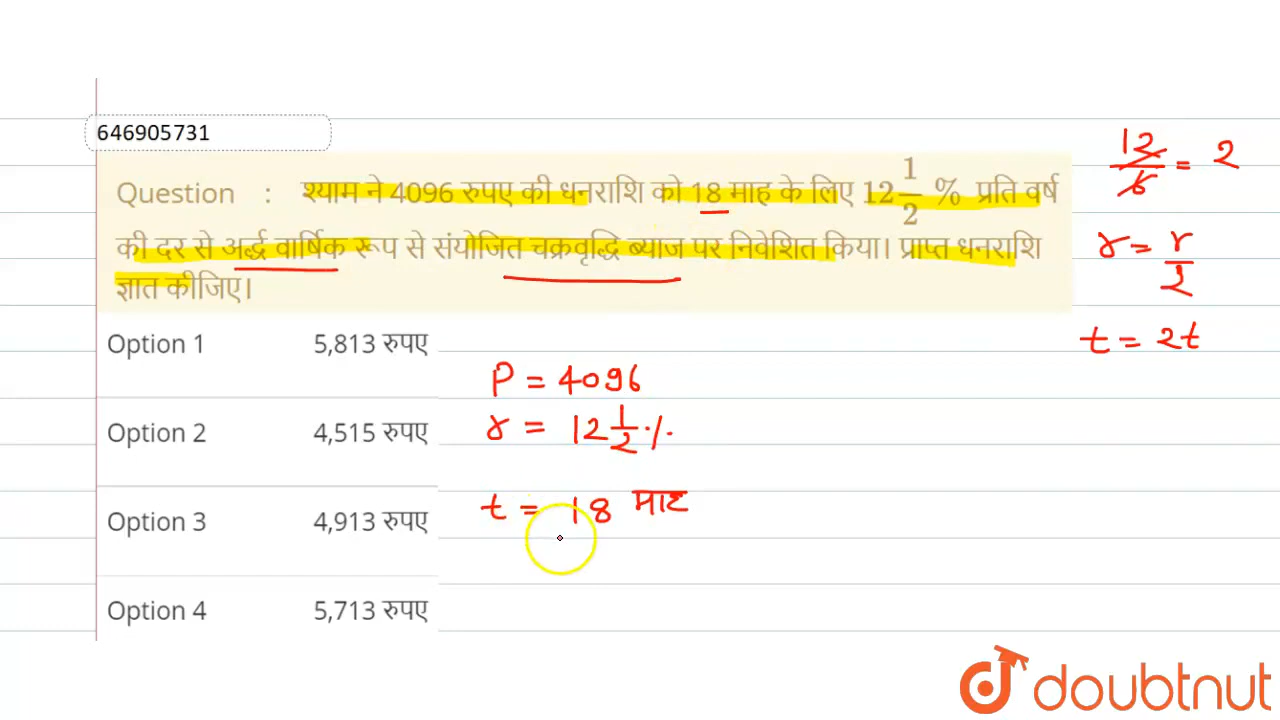 646905731
Question : श्याम ने 4096 रुपए की धनराशि को 18 माह के लिए 12 1/2 % प्रति वर्ष
की दर से अर्द्ध वार्षिक रूप से संयोजित चक्रवृद्धि ब्याज पर निवेशित किया। प्राप्त धनराशि
ज्ञात कीजिए।
Option 1 5,813 रुपए
Option 2 4,515 रुपए
Option 3 4,913 रुपए
Option 4 5,713 रुपए
P = 4096
r = 12 1/2 %
t = 18 माह
12/6 = 2
r = r/2
t = 2t
doubtnut